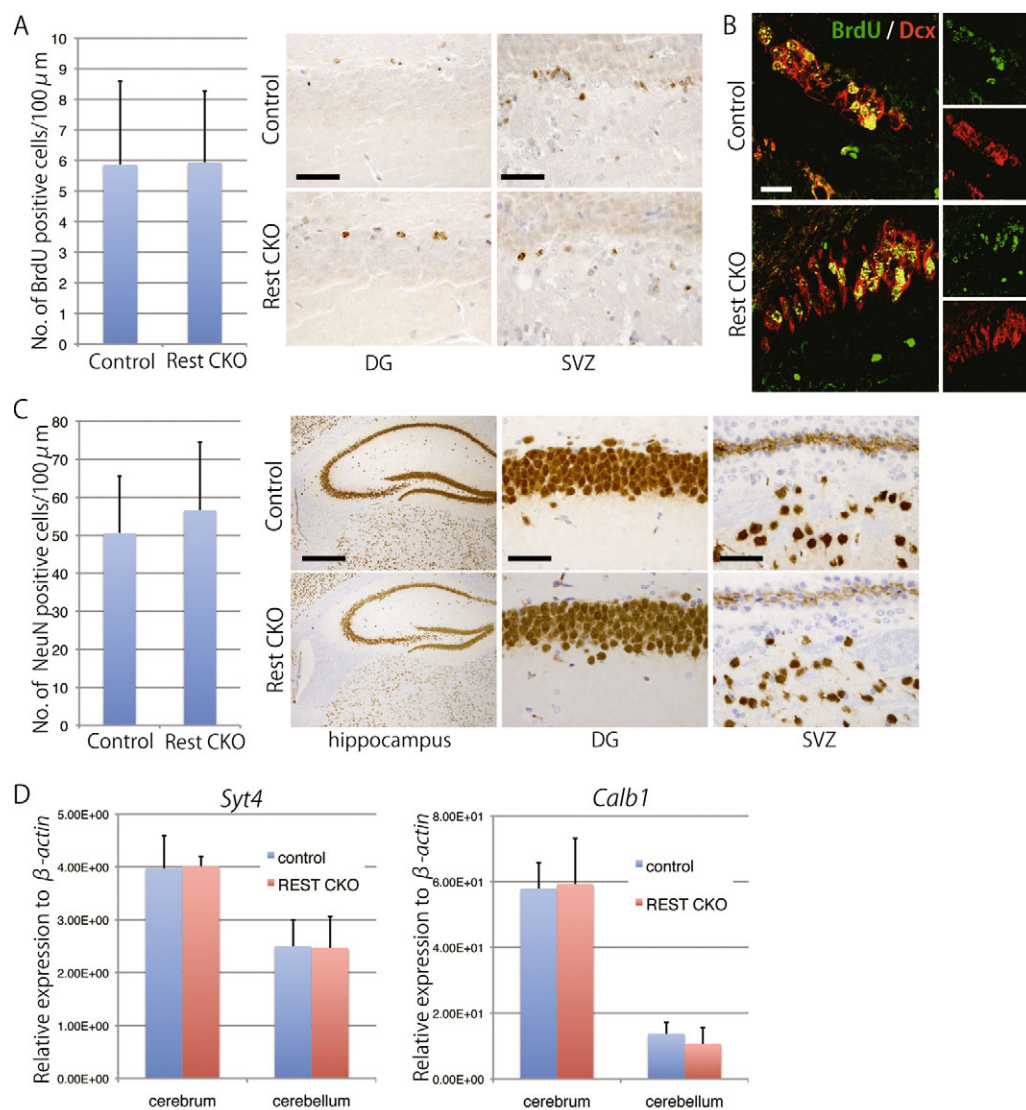 A
No. of BrdU positive cells/100 μm
10
9
8
7
6
5
4
3
2
1
0
Control
Rest CKO
Control
Rest CKO
DG
SVZ
B
BrdU / Dcx
Control
Rest CKO
C
No. of NeuN positive cells/100 μm
80
70
60
50
40
30
20
10
0
Control
Rest CKO
Control
Rest CKO
hippocampus
DG
SVZ
D
Syt4
Relative expression to β-actin
5.00E+00
4.00E+00
3.00E+00
2.00E+00
1.00E+00
0.00E+00
control
REST CKO
cerebrum
cerebellum
Calb1
Relative expression to β-actin
8.00E+01
6.00E+01
4.00E+01
2.00E+01
0.00E+00
control
REST CKO
cerebrum
cerebellum